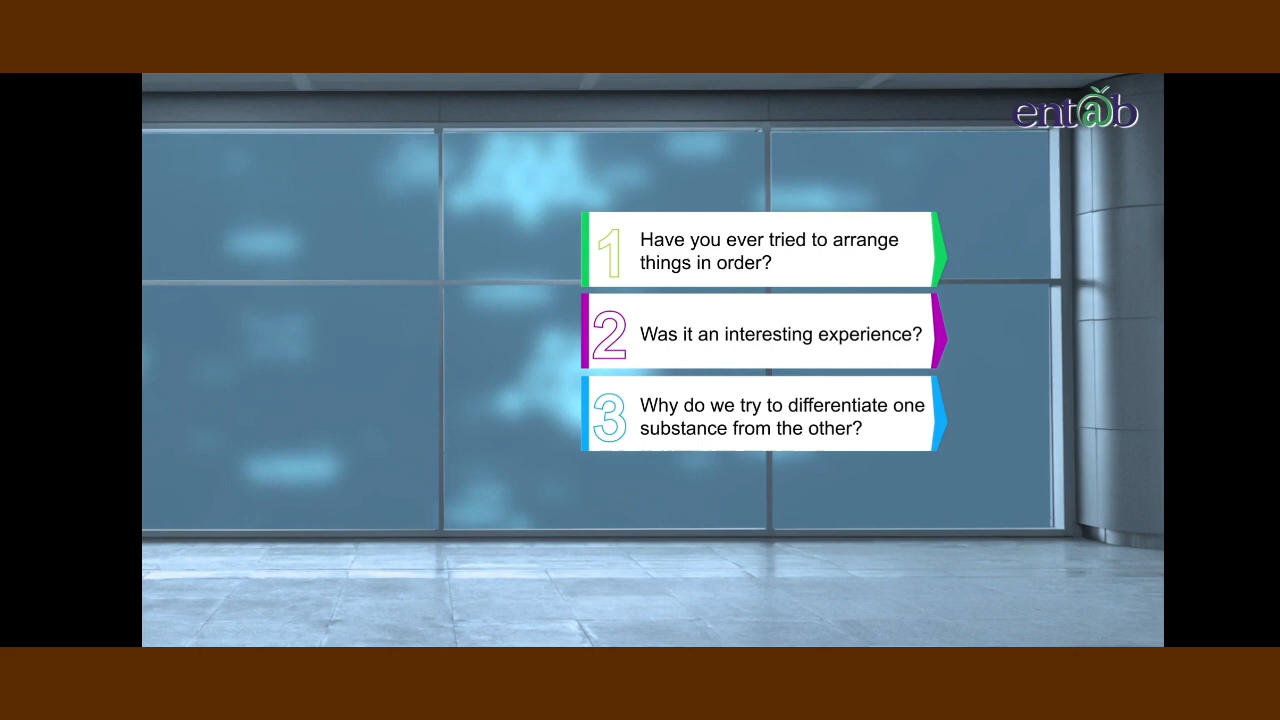 entab
1
Have you ever tried to arrange
things in order?
2
Was it an interesting experience?
3
Why do we try to differentiate one
substance from the other?